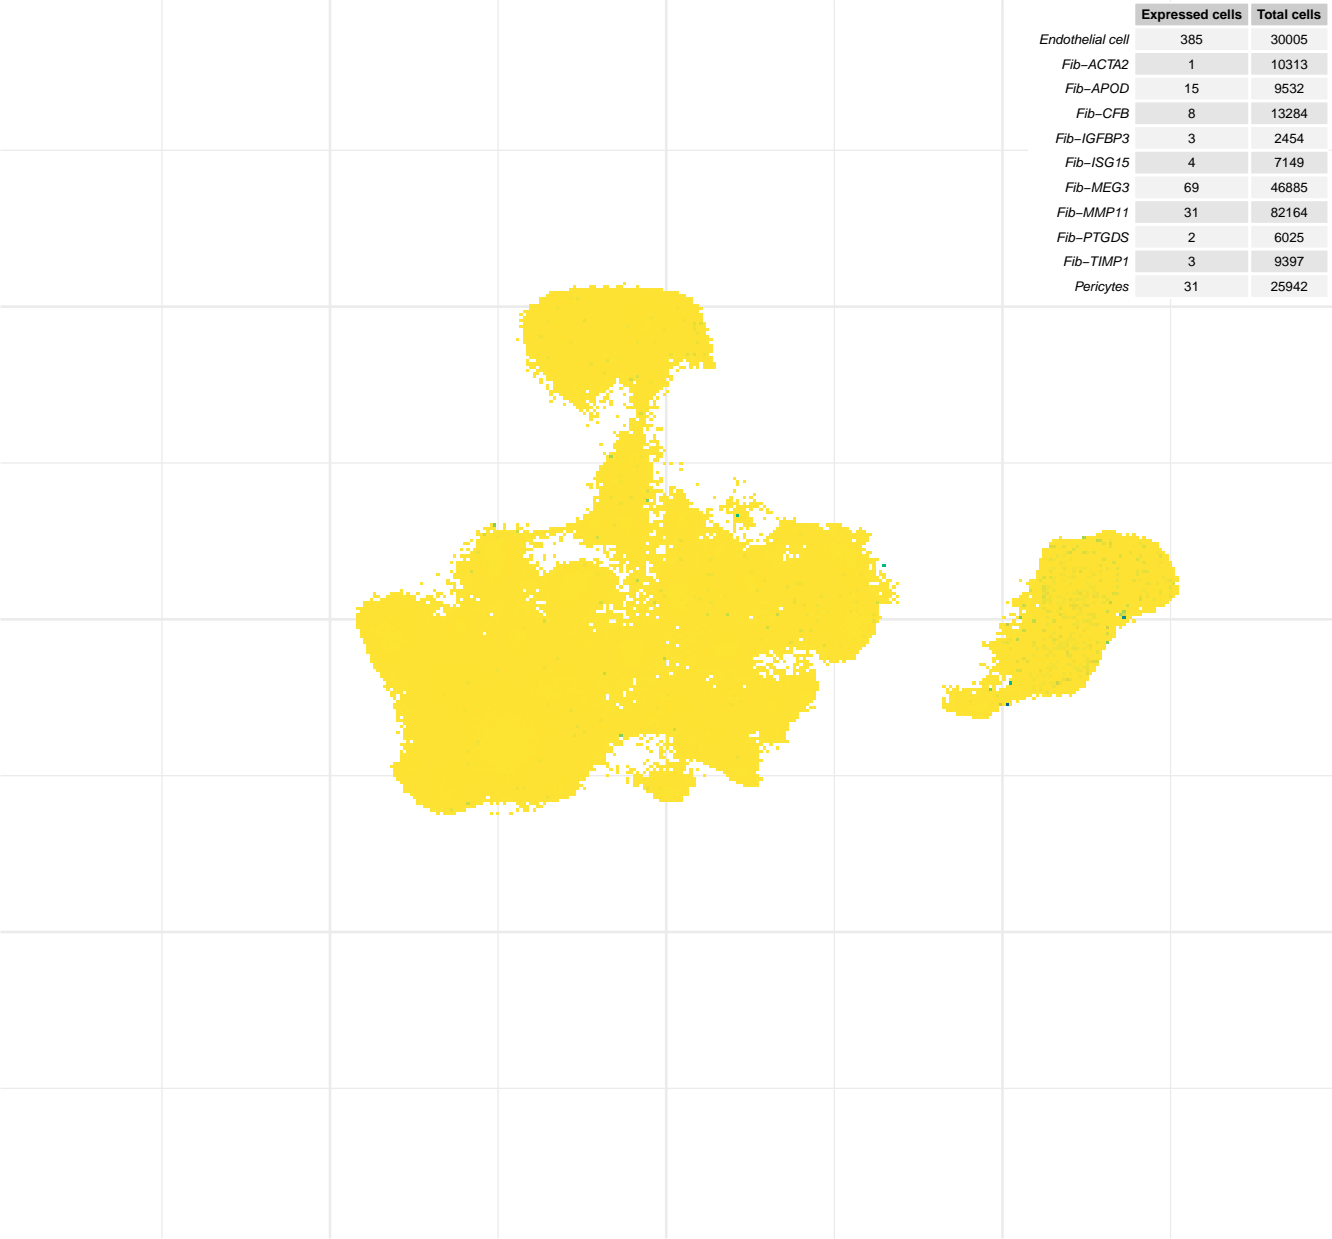 Expressed cells Total cells
Endothelial cell 385 30005
Fib−ACTA2 1 10313
Fib−APOD 15 9532
Fib−CFB 8 13284
Fib−IGFBP3 3 2454
Fib−ISG15 4 7149
Fib−MEG3 69 46885
Fib−MMP11 31 82164
Fib−PTGDS 2 6025
Fib−TIMP1 3 9397
Pericytes 31 25942